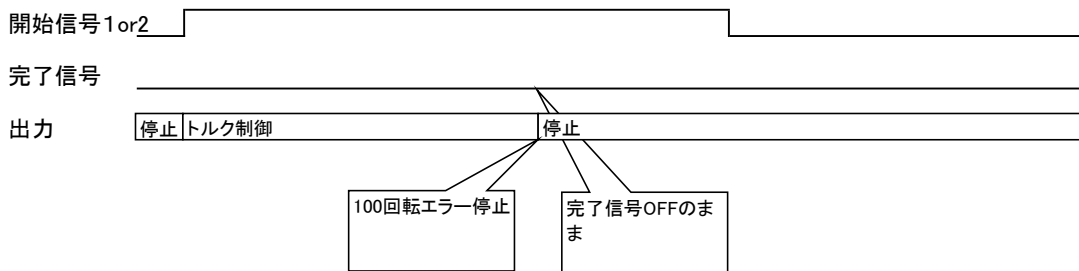 開始信号1or2
完了信号
出力
停止
トルク制御
停止
100回転エラー停止
完了信号OFFのま
ま